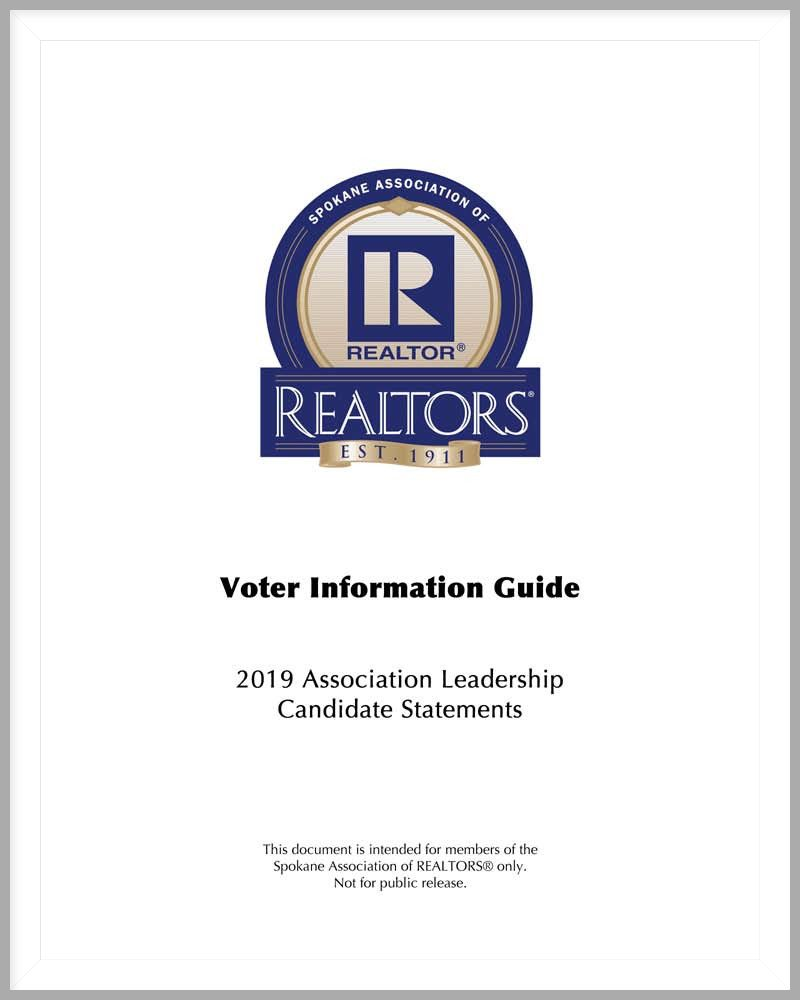 SPOKANE ASSOCIATION OF
R
REALTOR®
REALTORS®
EST. 1911
Voter Information Guide
2019 Association Leadership
Candidate Statements
This document is intended for members of the
Spokane Association of REALTORS® only.
Not for public release.